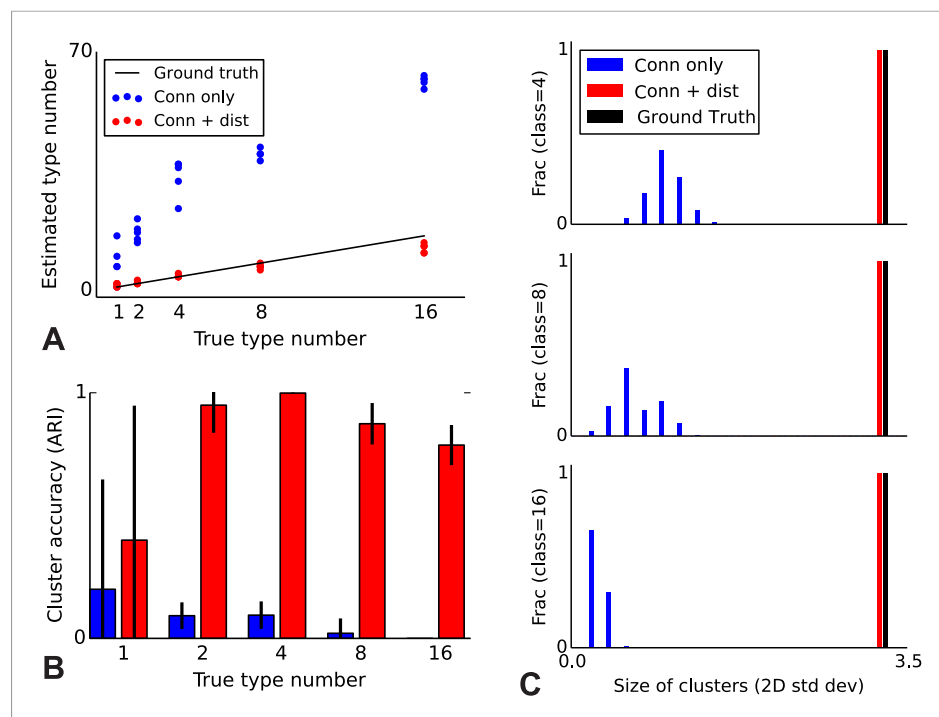 70
Ground truth
Conn only
Conn + dist
Estimated type number
0
1 2 4 8 16
A
True type number
1
Cluster accuracy (ARI)
0
1 2 4 8 16
B
True type number
1
Conn only
Conn + dist
Ground Truth
Frac (class=4)
0
1
Frac (class=8)
0
1
Frac (class=16)
0
0.0 3.5
C
Size of clusters (2D std dev)